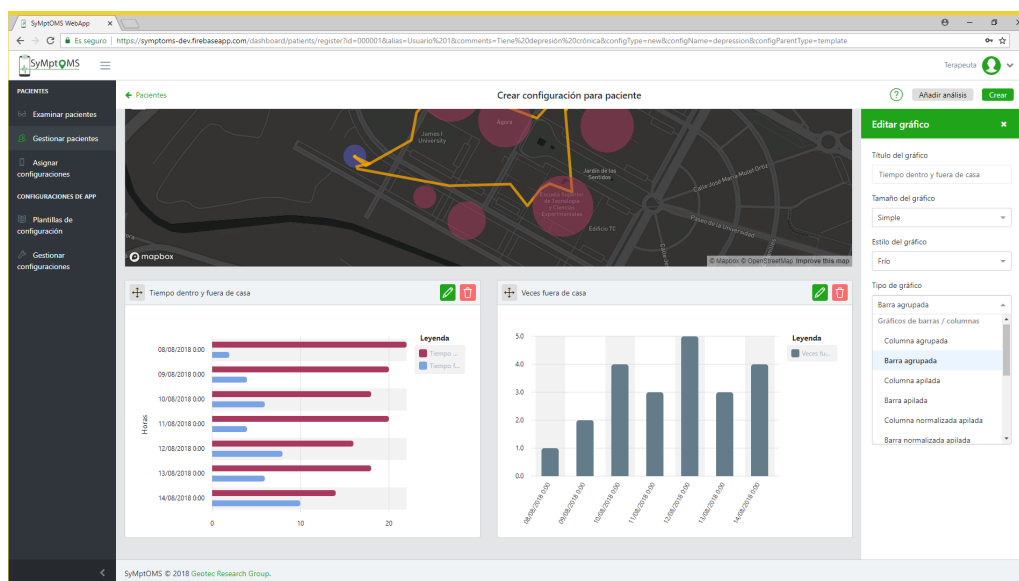 SyMptOMS WebApp
Es seguro | https://symptoms-dev.firebaseapp.com/dashboard/patients/register?id=000001&alias=Usuario%201&comments=Tiene%20depresión%20crónica&configType=new&configName=depression&configParentType=template
SyMptOMS
Terapeuta
PACIENTES
Examinar pacientes
Gestionar pacientes
Asignar
configuraciones
CONFIGURACIONES DE APP
Plantillas de
configuración
Gestionar
configuraciones
Pacientes
Crear configuración para paciente
?
Añadir análisis
Crear
James I
University
Àgora
Jardín de los
Sentidos
Escuela Superior
de Tecnología
y Ciencias
Experimentales
Edificio TC
Calle José María Mulet Ortiz
Paseo de la Universidad
mapbox
© Mapbox © OpenStreetMap Improve this map
Tiempo dentro y fuera de casa
Leyenda
Tiempo ...
Tiempo f...
Horas
08/08/2018 0:00
09/08/2018 0:00
10/08/2018 0:00
11/08/2018 0:00
12/08/2018 0:00
13/08/2018 0:00
14/08/2018 0:00
0
10
20
Veces fuera de casa
Leyenda
Veces fu...
5.0
4.0
3.0
2.0
1.0
0.0
08/08/2018 0:00
09/08/2018 0:00
10/08/2018 0:00
11/08/2018 0:00
12/08/2018 0:00
13/08/2018 0:00
14/08/2018 0:00
Editar gráfico
Título del gráfico
Tiempo dentro y fuera de casa
Tamaño del gráfico
Simple
Estilo del gráfico
Frío
Tipo de gráfico
Barra agrupada
Gráficos de barras / columnas
Columna agrupada
Barra agrupada
Columna apilada
Barra apilada
Columna normalizada apilada
Barra normalizada apilada
SyMptOMS © 2018 Geotec Research Group.